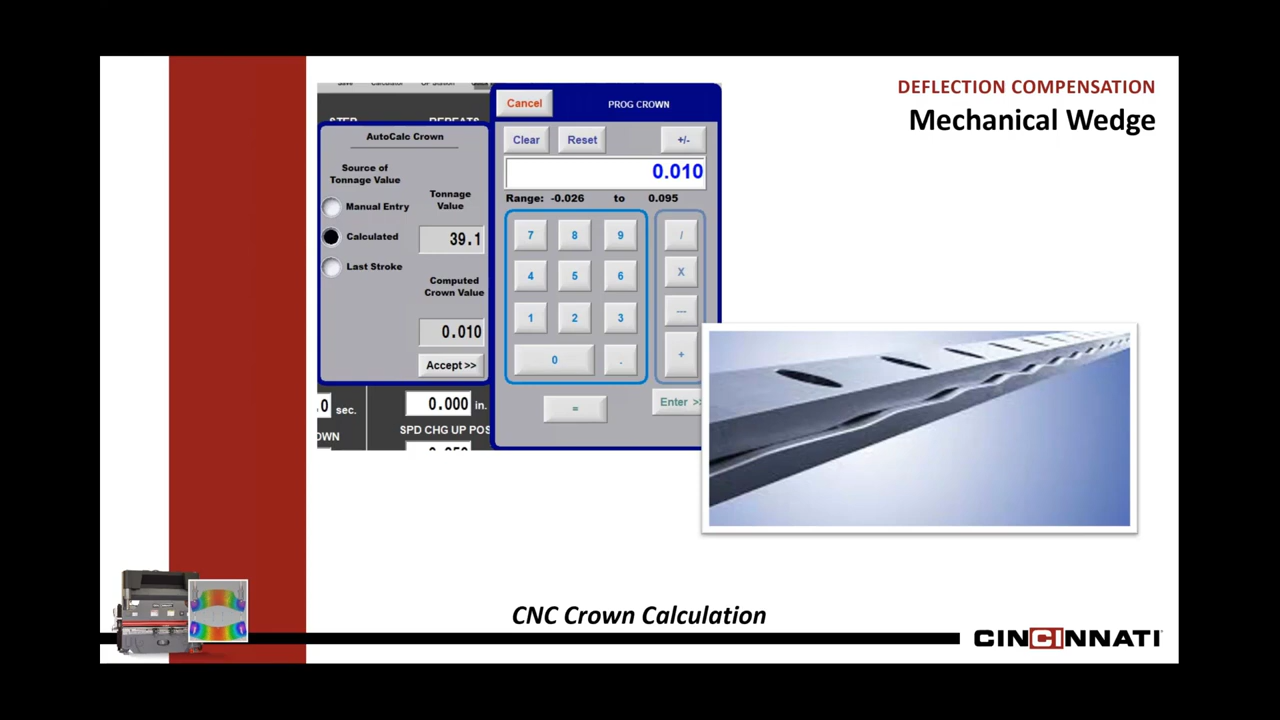 DEFLECTION COMPENSATION
Mechanical Wedge
Cancel
PROG CROWN
Clear
Reset
+/-
0.010
Range: -0.026 to 0.095
7 8 9 /
4 5 6 X
1 2 3 —
0 . +
=
Enter >>
STEP
REPEATS
AutoCalc Crown
Source of
Tonnage Value
Manual Entry
Calculated
Last Stroke
Tonnage
Value
39.1
Computed
Crown Value
0.010
Accept >>
.0 sec.
0.000 in.
SPD CHG UP POS
CNC Crown Calculation
CINCINNATI